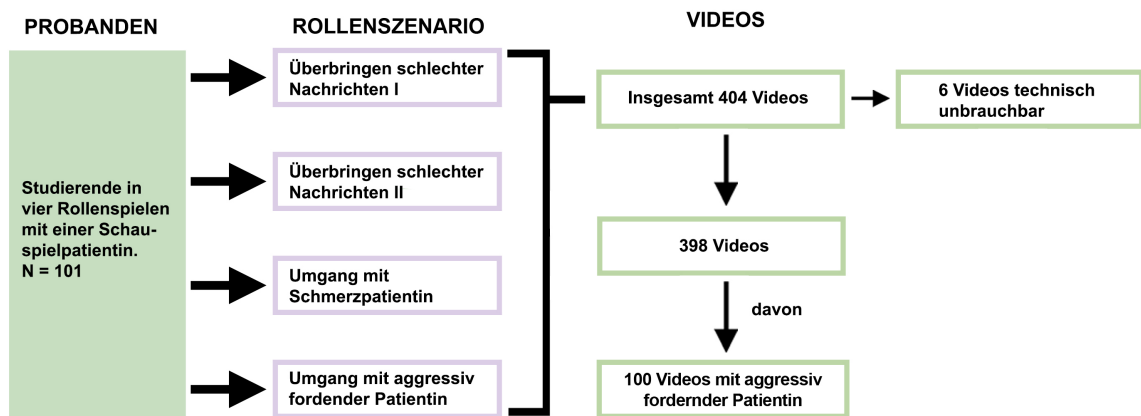 PROBANDEN
Studierende in
vier Rollenspielen
mit einer Schau-
spielpatientin.
N = 101
ROLLENSZENARIO
Überbringen schlechter
Nachrichten I
Überbringen schlechter
Nachrichten II
Umgang mit
Schmerzpatientin
Umgang mit aggressiv
fordender Patientin
VIDEOS
Insgesamt 404 Videos
6 Videos technisch
unbrauchbar
398 Videos
davon
100 Videos mit aggressiv
fordernder Patientin